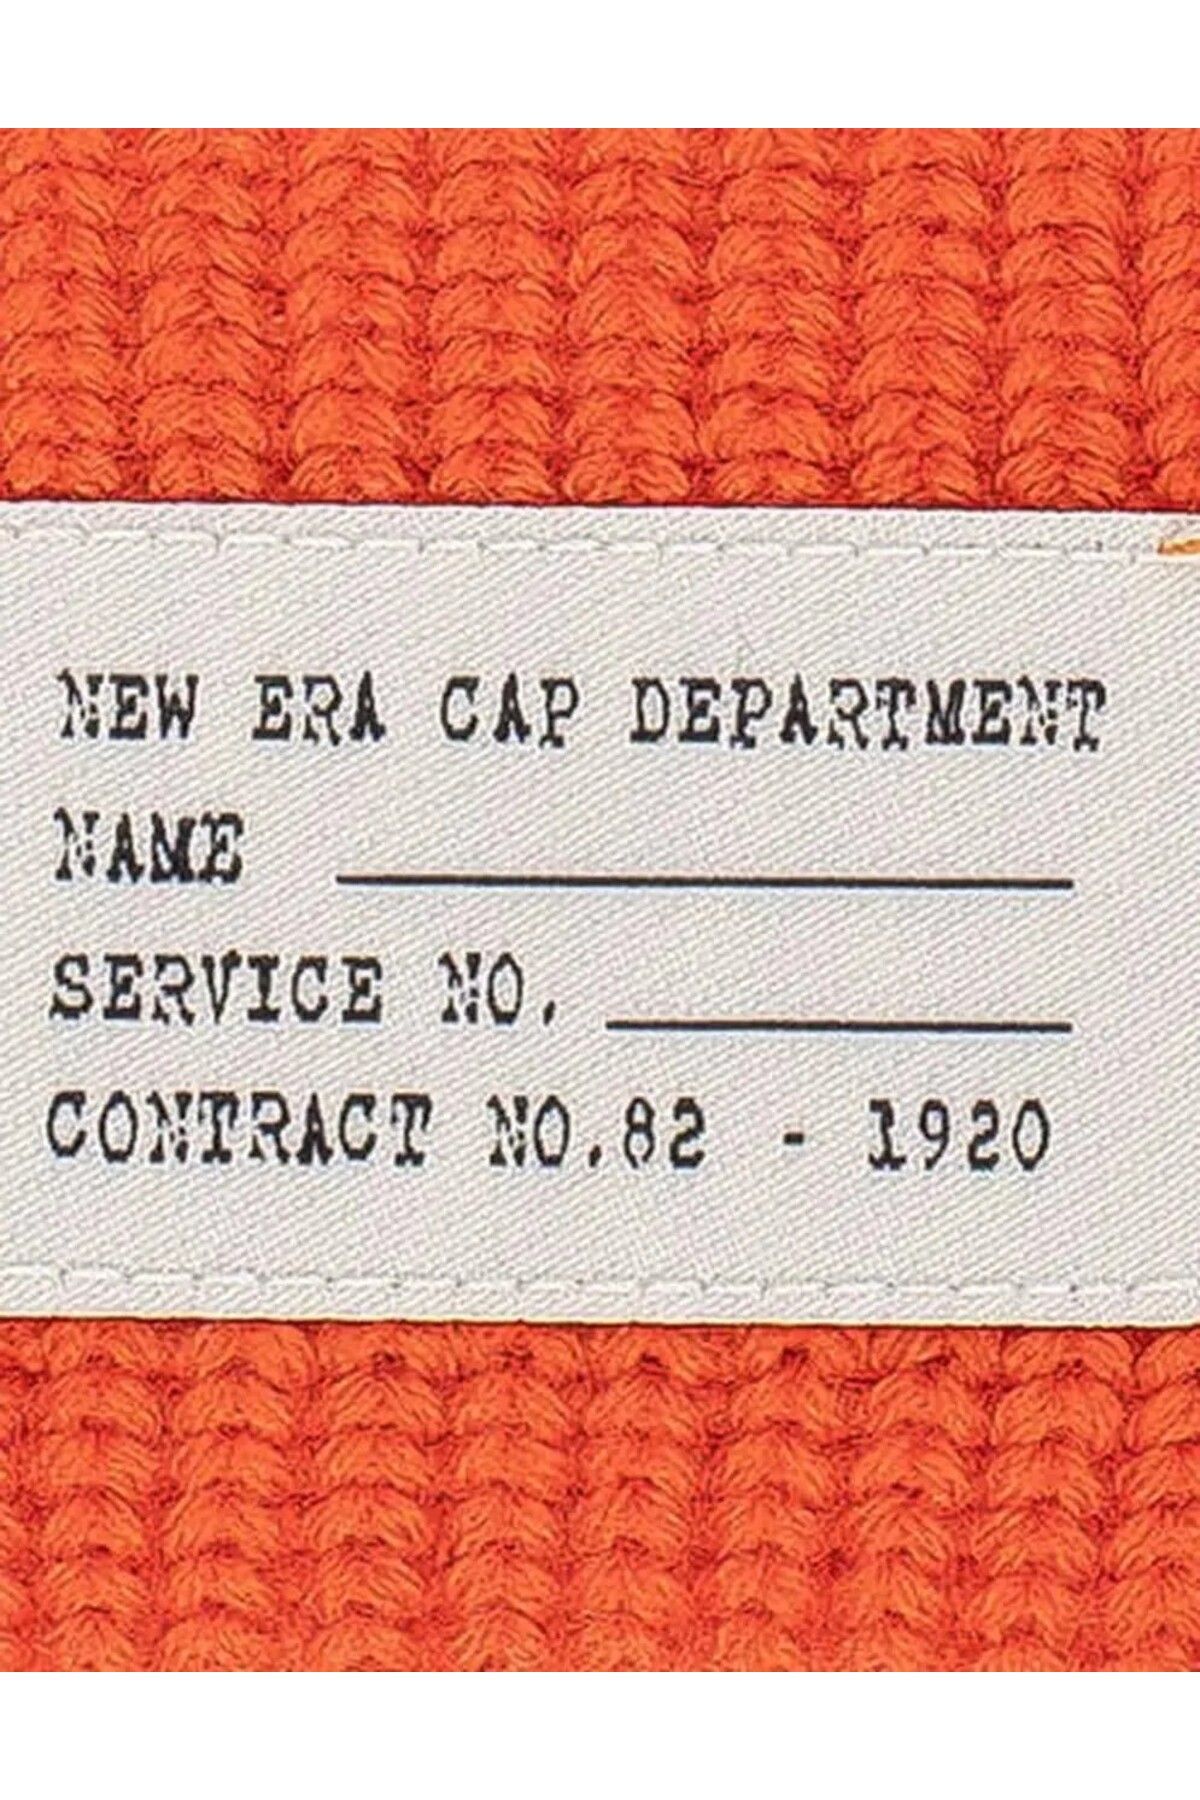 NEW ERA CAP DEPARTMENT
NAME
SERVICE NO.
CONTRACT NO.82 - 1920